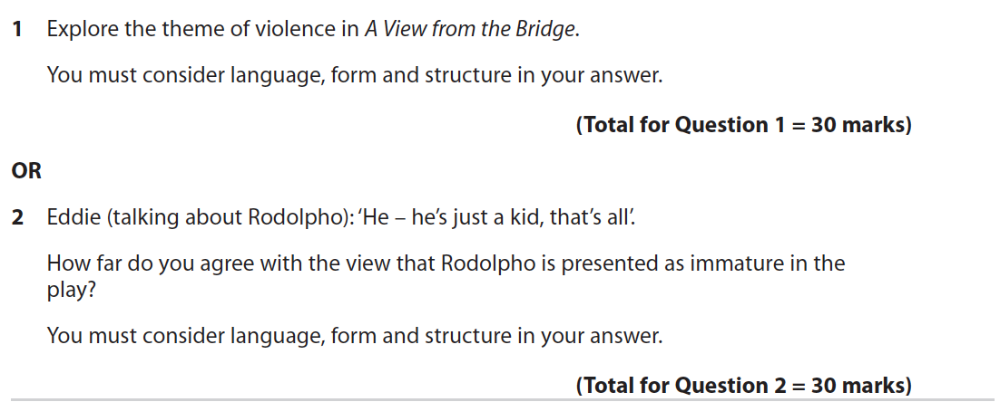 1 Explore the theme of violence in A View from the Bridge.
You must consider language, form and structure in your answer.
(Total for Question 1 = 30 marks)
OR
2 Eddie (talking about Rodolpho): ‘He – he’s just a kid, that’s all’.
How far do you agree with the view that Rodolpho is presented as immature in the
play?
You must consider language, form and structure in your answer.
(Total for Question 2 = 30 marks)